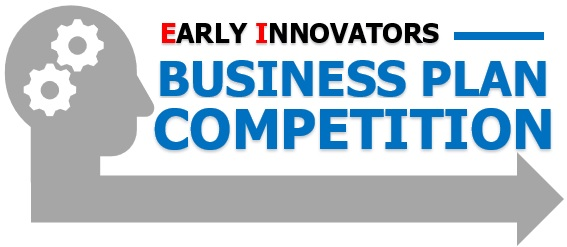 EARLY INNOVATORS
BUSINESS PLAN
COMPETITION